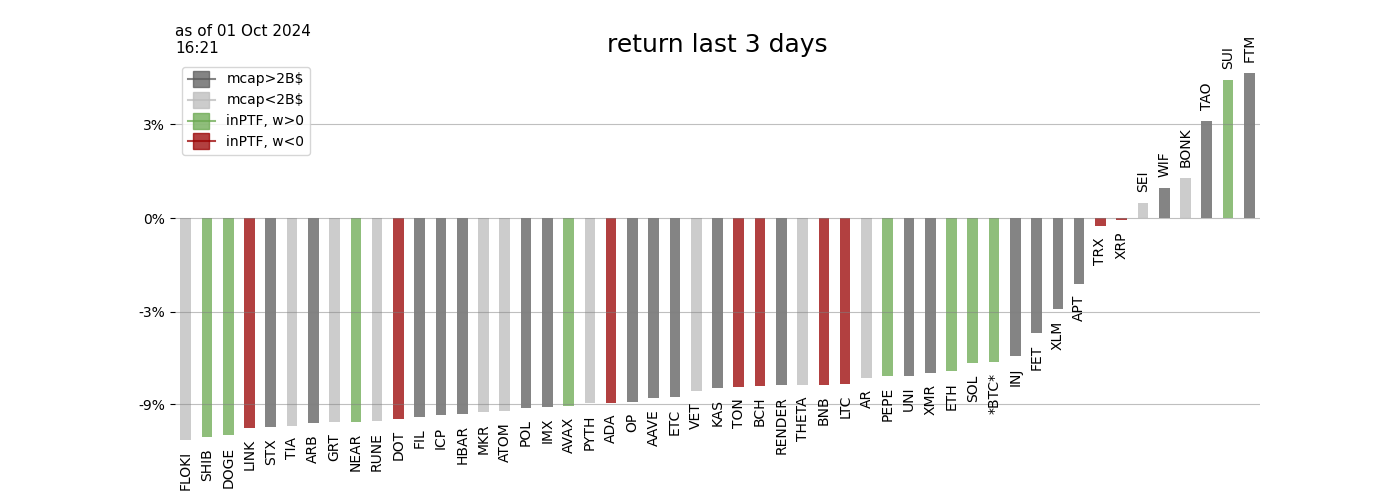 as of 01 Oct 2024
16:21
return last 3 days
mcap>2B$
mcap<2B$
inPTF, w>0
inPTF, w<0
3%
0%
-3%
-9%
FLOKI
SHIB
DOGE
LINK
STX
TIA
ARB
GRT
NEAR
RUNE
DOT
FIL
ICP
HBAR
MKR
ATOM
POL
IMX
AVAX
PYTH
ADA
OP
AAVE
ETC
VET
KAS
TON
BCH
RENDER
THETA
BNB
LTC
AR
PEPE
UNI
XMR
ETH
SOL
*BTC*
INJ
FET
XLM
APT
TRX
XRP
SEI
WIF
BONK
TAO
SUI
FTM